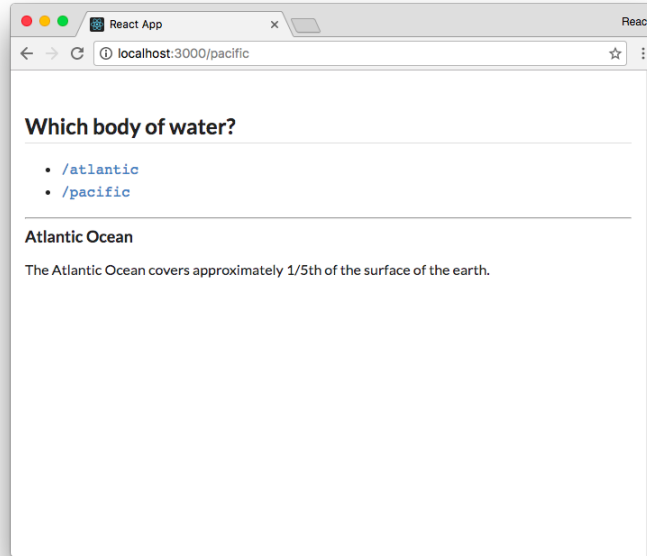 React App
Reac
localhost:3000/pacific
Which body of water?
/atlantic
/pacific
Atlantic Ocean
The Atlantic Ocean covers approximately 1/5th of the surface of the earth.